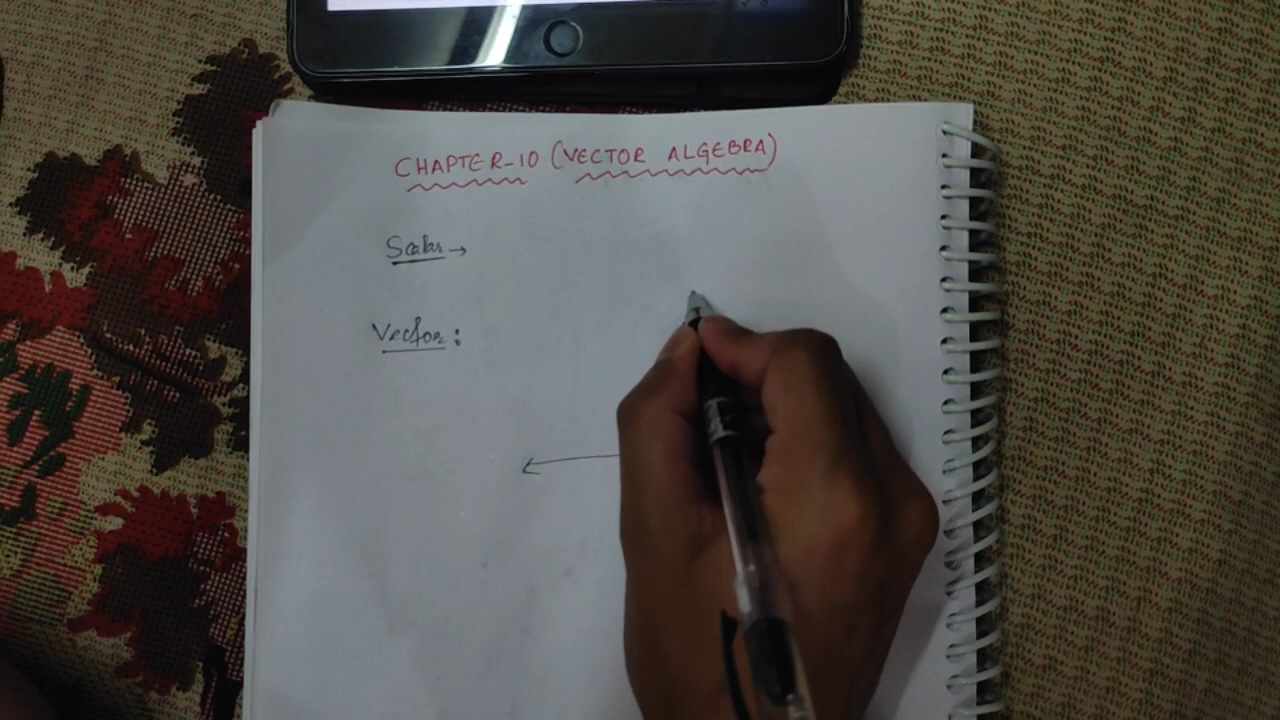 CHAPTER-10 (VECTOR ALGEBRA)
Scalar →
Vector :